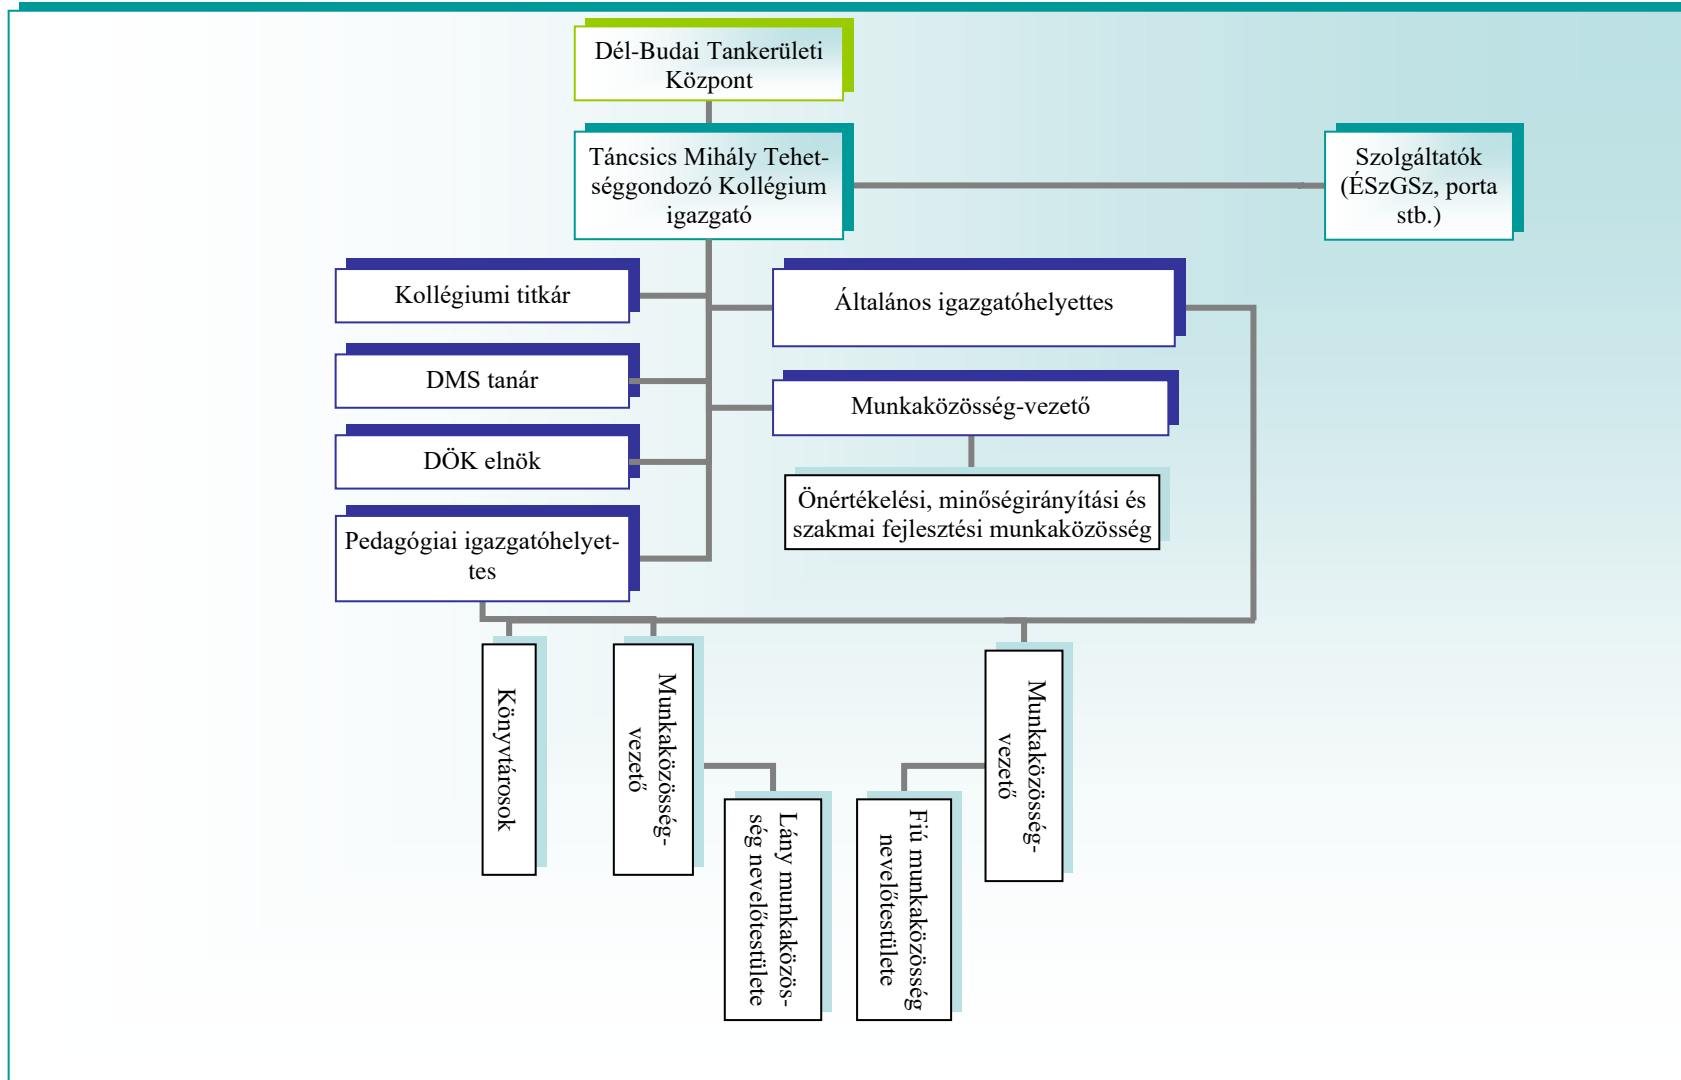 Dél-Budai Tankerületi
Központ
Táncsics Mihály Tehet-
séggondozó Kollégium
igazgató
Szolgáltatók
(ÉSzGSz, porta
stb.)
Kollégiumi titkár
Általános igazgatóhelyettes
DMS tanár
Munkaközösség-vezető
DÖK elnök
Önértékelési, minőségirányítási és
szakmai fejlesztési munkaközösség
Pedagógiai igazgatóhelyet-
tes
Könyvtárosok
Munkaközösség-
vezető
Lány munkaközös-
ség nevelőtestülete
Fiú munkaközösség
nevelőtestülete
Munkaközösség-
vezető